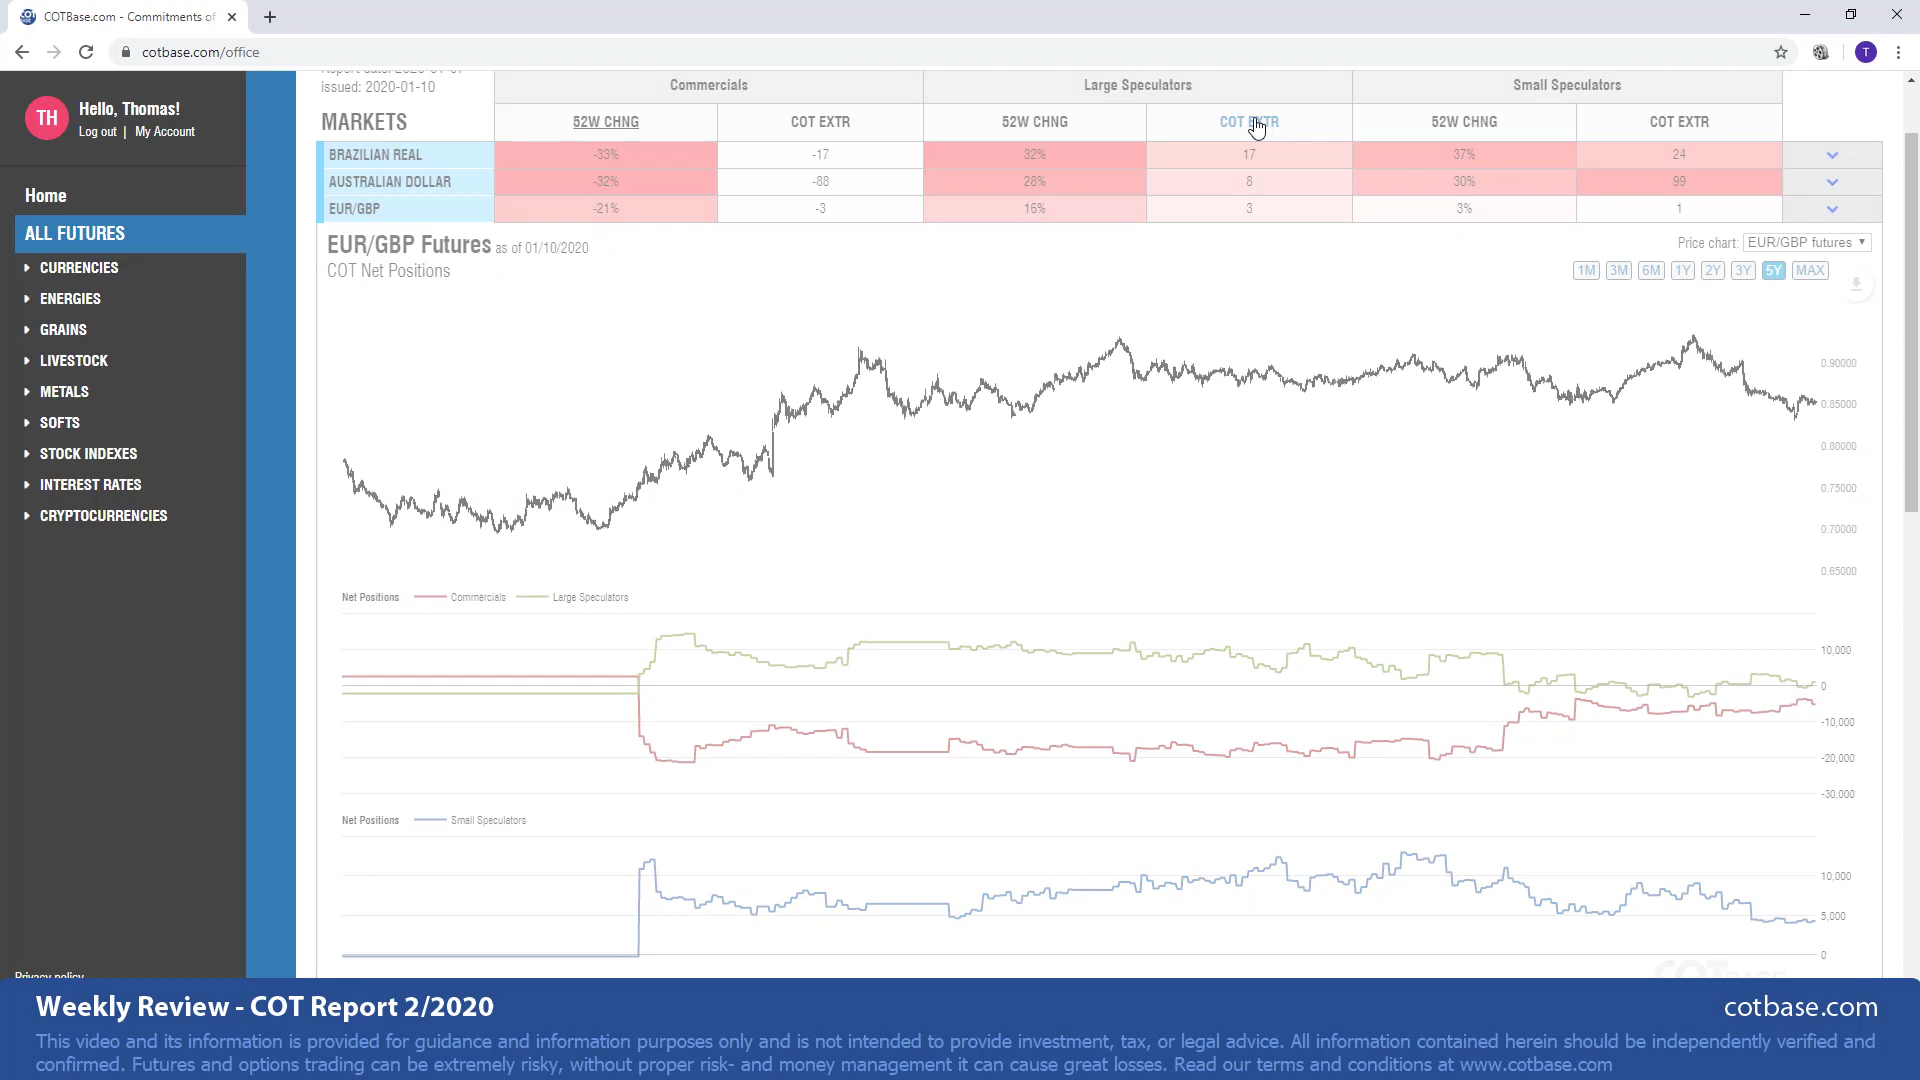 COTBase.com - Commitments of
cotbase.com/office
T
TH
Hello, Thomas!
Log out | My Account
Home
ALL FUTURES
CURRENCIES
ENERGIES
GRAINS
LIVESTOCK
METALS
SOFTS
STOCK INDEXES
INTEREST RATES
CRYPTOCURRENCIES
Privacy policy
issued: 2020-01-10
Commercials Large Speculators Small Speculators
MARKETS 52W CHNG COT EXTR 52W CHNG COT EXTR 52W CHNG COT EXTR
BRAZILIAN REAL -33% -17 32% 17 37% 24
AUSTRALIAN DOLLAR -32% -88 28% 8 30% 99
EUR/GBP -21% -3 16% 3 3% 1
EUR/GBP Futures as of 01/10/2020
COT Net Positions
Price chart: EUR/GBP futures
1M 3M 6M 1Y 2Y 3Y 5Y MAX
0.90000
0.85000
0.80000
0.75000
0.70000
0.65000
Net Positions Commercials Large Speculators
10,000
0
-10,000
-20,000
-30,000
Net Positions Small Speculators
10,000
5,000
0
Weekly Review - COT Report 2/2020
cotbase.com
This video and its information is provided for guidance and information purposes only and is not intended to provide investment, tax, or legal advice. All information contained herein should be independently verified and
confirmed. Futures and options trading can be extremely risky, without proper risk- and money management it can cause great losses. Read our terms and conditions at www.cotbase.com